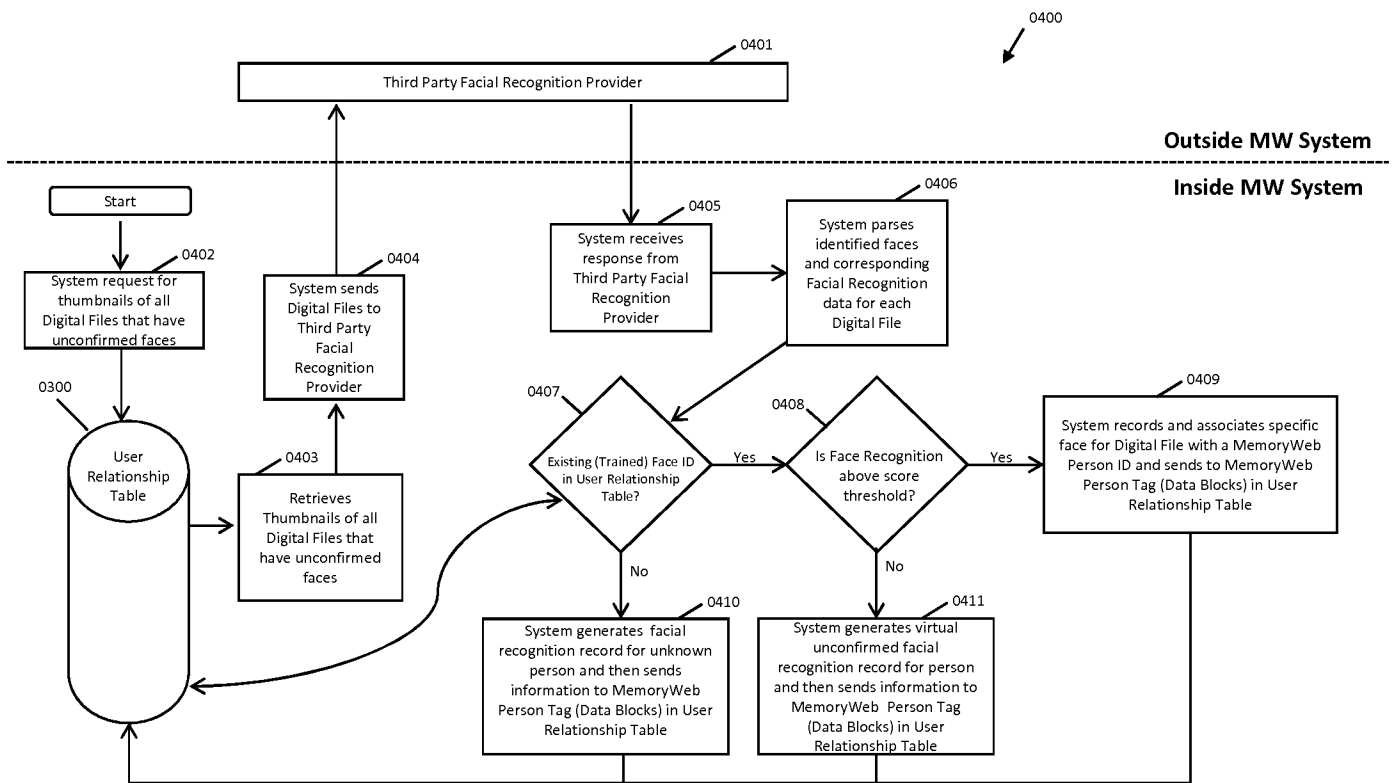 0400
0401
Third Party Facial Recognition Provider
Outside MW System
Inside MW System
Start
0402
System request for
thumbnails of all
Digital Files that have
unconfirmed faces
0300
User
Relationship
Table
0403
Retrieves
Thumbnails of all
Digital Files that
have unconfirmed
faces
0404
System sends
Digital Files to
Third Party
Facial
Recognition
Provider
0405
System receives
response from
Third Party Facial
Recognition
Provider
0406
System parses
identified faces
and corresponding
Facial Recognition
data for each
Digital File
0407
Existing (Trained) Face ID
in User Relationship
Table?
Yes
No
0408
Is Face Recognition
above score
threshold?
Yes
No
0409
System records and associates specific
face for Digital File with a MemoryWeb
Person ID and sends to MemoryWeb
Person Tag (Data Blocks) in User
Relationship Table
0410
System generates facial
recognition record for unknown
person and then sends
information to MemoryWeb
Person Tag (Data Blocks) in User
Relationship Table
0411
System generates virtual
unconfirmed facial
recognition record for person
and then sends information to
MemoryWeb Person Tag
(Data Blocks) in User
Relationship Table